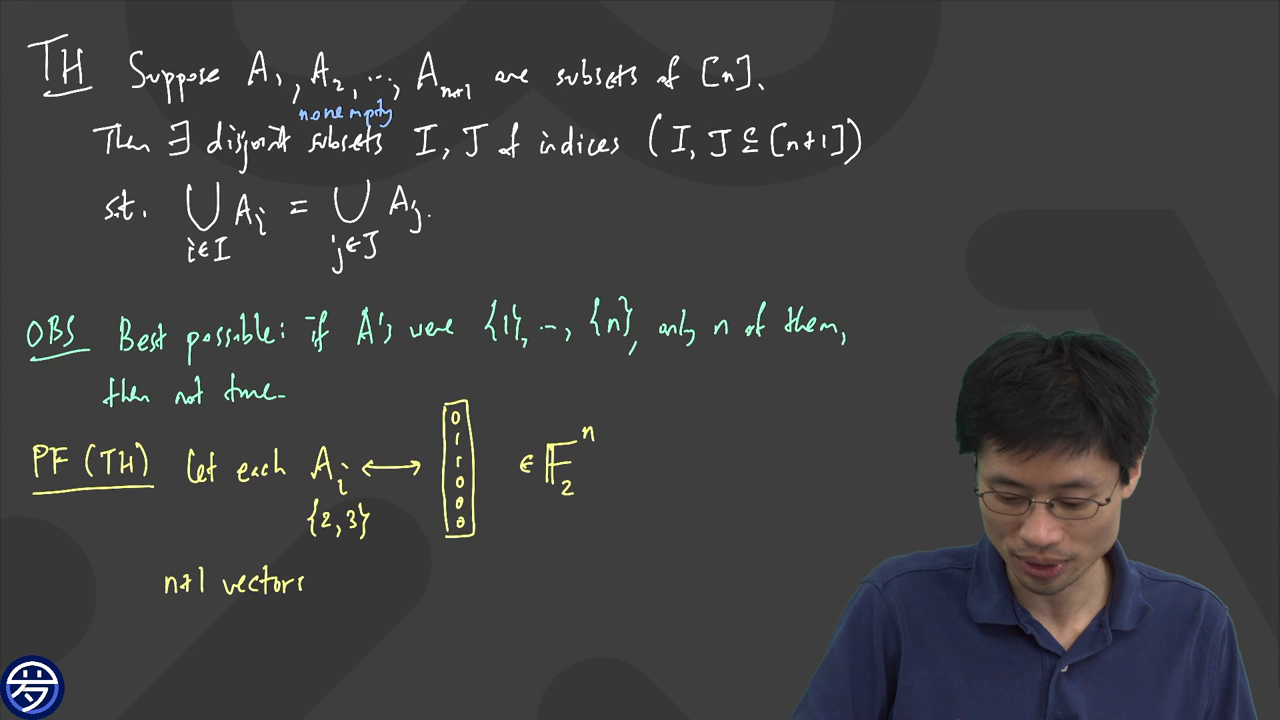 TH Suppose A₁, A₂, ..., Aₙ₊₁ are subsets of [n].
nonempty
Then ∃ disjoint subsets I, J of indices (I, J ⊆ [n+1])
s.t. ⋃ Aᵢ = ⋃ Aⱼ.
i∈I j∈J
OBS Best possible: if A's were {1}, ..., {n}, only n of them,
then not true.
PF (TH) Let each Aᵢ ↔ 0 1 1 0 0 0 ∈ 𝔽₂ⁿ
{2,3}
n+1 vectors